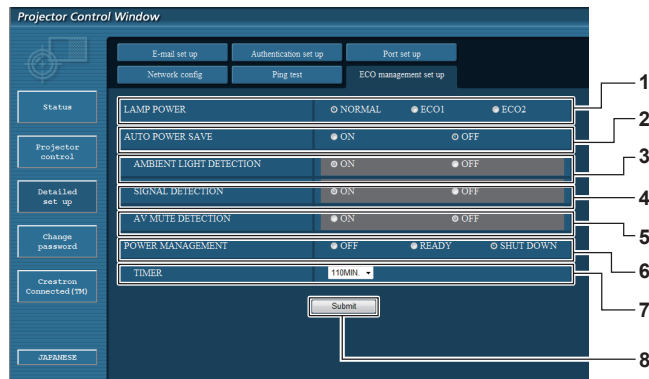 Projector Control Window
E-mail set up Authentication set up Port set up
Network config Ping test ECO management set up
Status
Projector control
Detailed set up
Change password
Crestron Connected(TM)
JAPANESE
LAMP POWER NORMAL ECO1 ECO2 1
AUTO POWER SAVE ON OFF 2
AMBIENT LIGHT DETECTION ON OFF 3
SIGNAL DETECTION ON OFF 4
AV MUTE DETECTION ON OFF 5
POWER MANAGEMENT OFF READY SHUT DOWN 6
TIMER 110MIN. 7
Submit 8